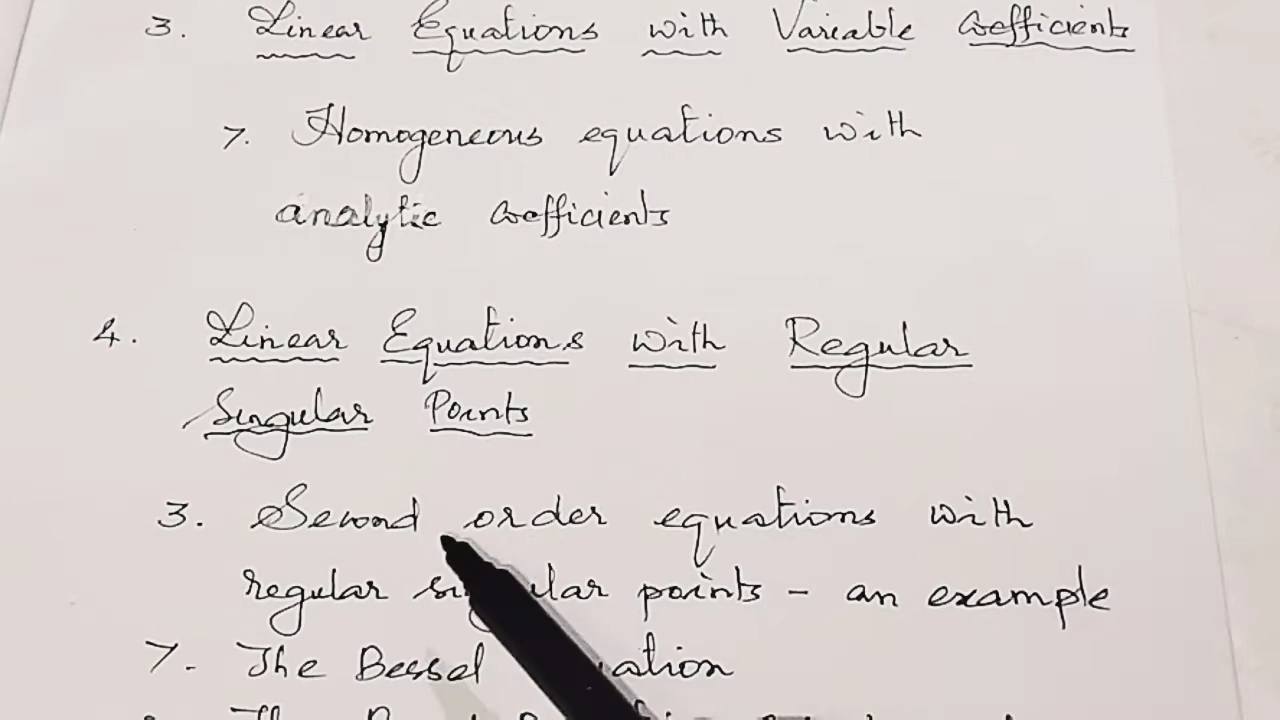 3. Linear Equations with Variable Coefficients
7. Homogeneous equations with
analytic coefficients
4. Linear Equations with Regular
Singular Points
3. Second order equations with
regular singular points - an example
7. The Bessel